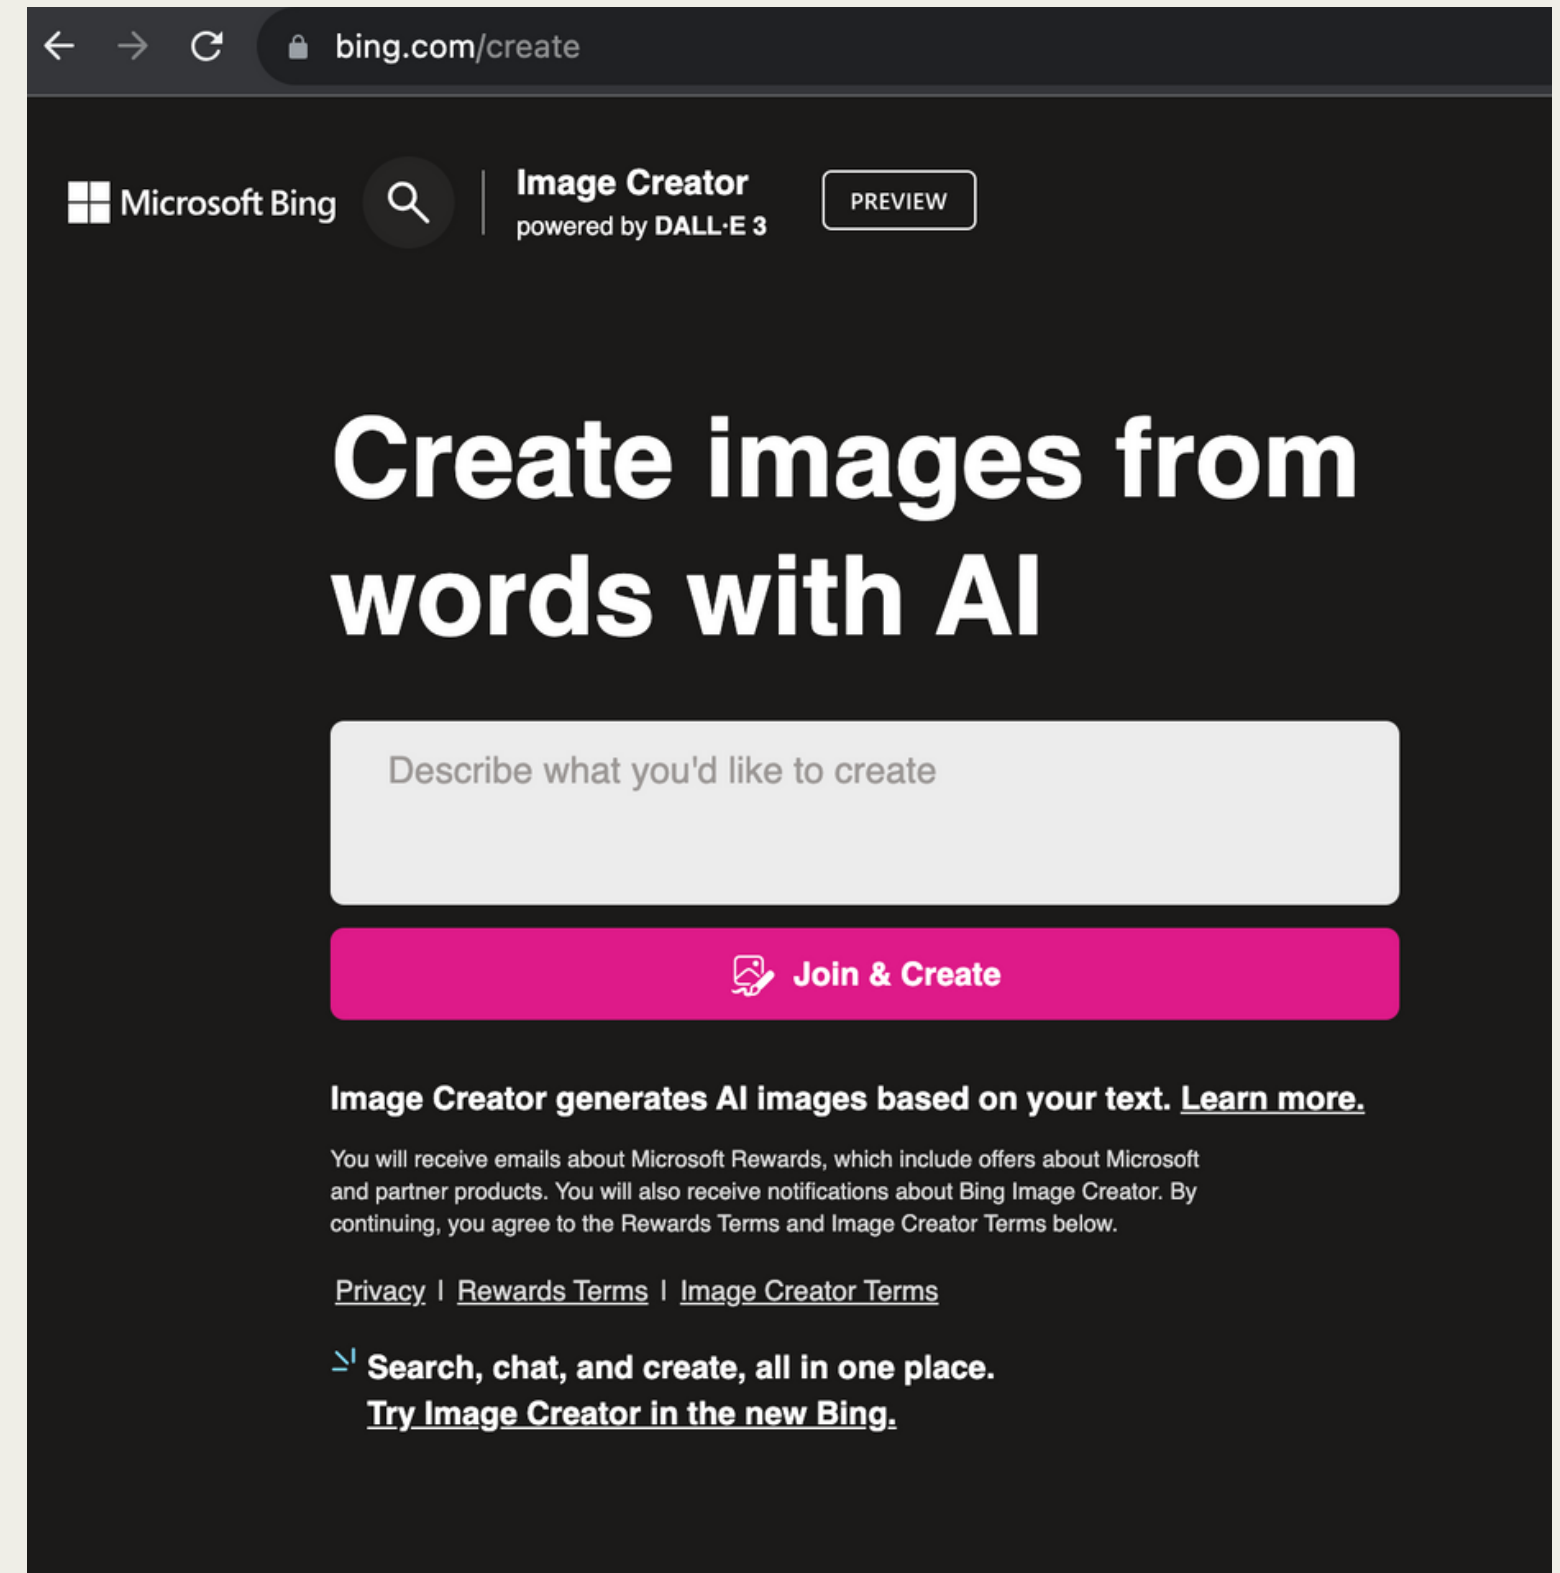 bing.com/create
Microsoft Bing
Image Creator
powered by DALL·E 3
PREVIEW
Create images from
words with AI
Describe what you'd like to create
Join & Create
Image Creator generates AI images based on your text. Learn more.
You will receive emails about Microsoft Rewards, which include offers about Microsoft
and partner products. You will also receive notifications about Bing Image Creator. By
continuing, you agree to the Rewards Terms and Image Creator Terms below.
Privacy | Rewards Terms | Image Creator Terms
Search, chat, and create, all in one place.
Try Image Creator in the new Bing.